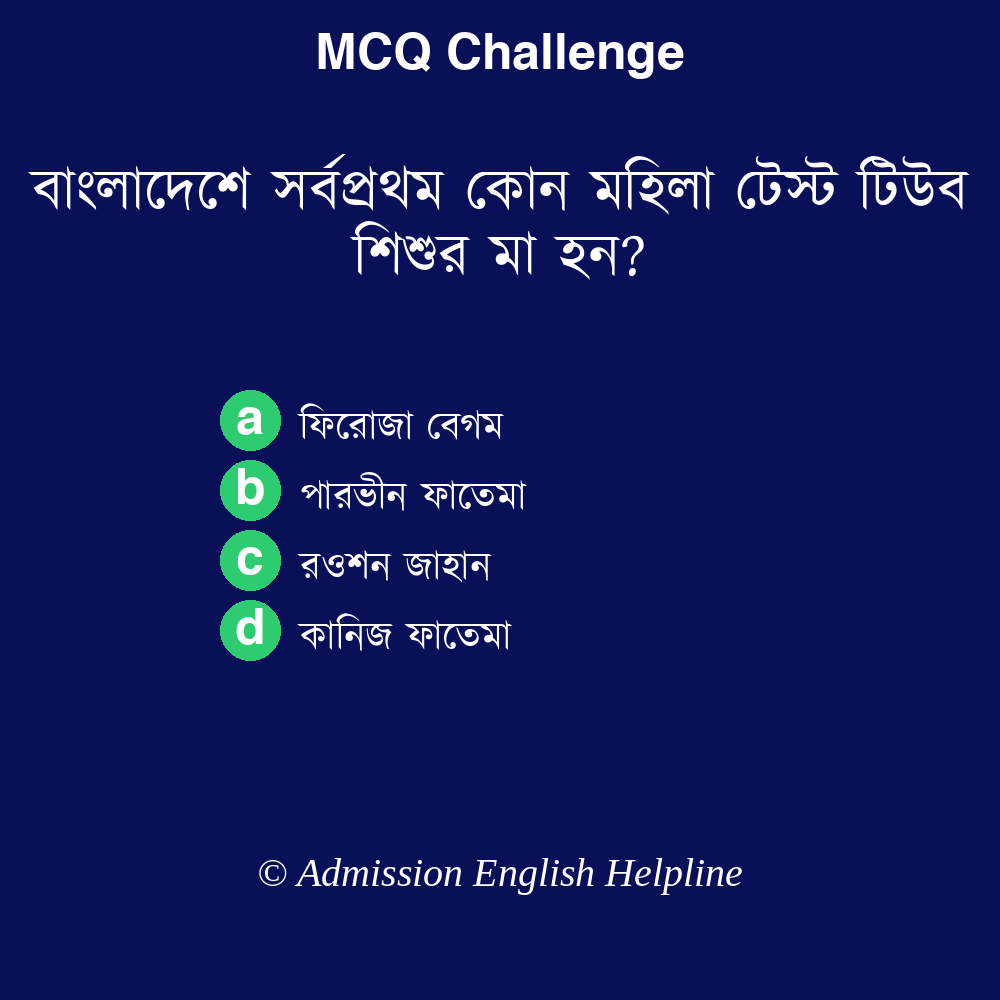 MCQ Challenge
বাংলাদেশে সর্বপ্রথম কোন মহিলা টেস্ট টিউব
শিশুর মা হন?
a ফিরোজা বেগম
b পারভীন ফাতেমা
c রওশন জাহান
d কানিজ ফাতেমা
© Admission English Helpline